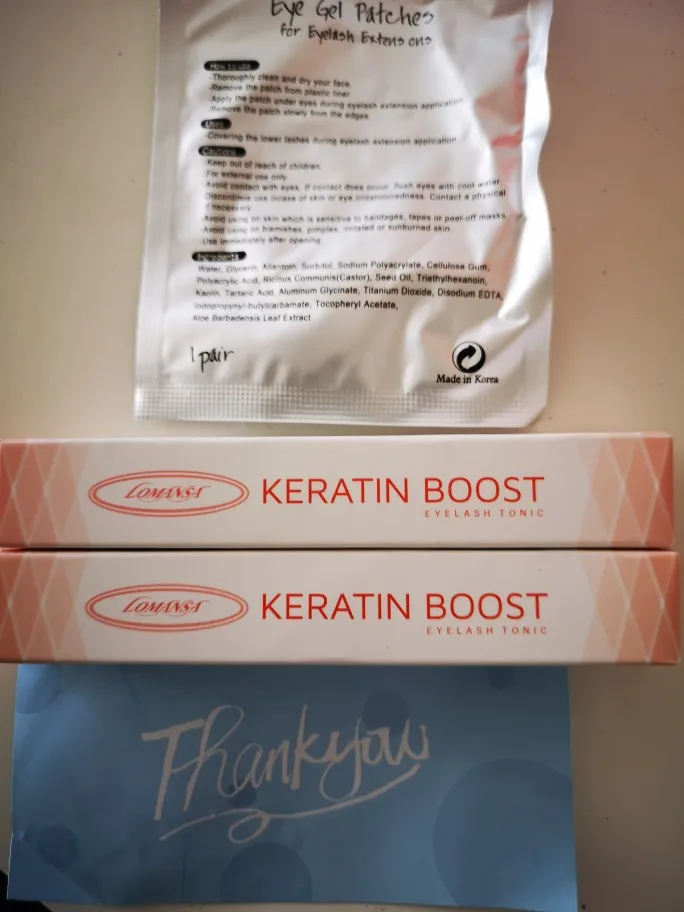 Eye Gel Patches
for Eyelash Extensions
How to use
-Thoroughly clean and dry your face.
-Remove the patch from plastic liner
-Apply the patch under eyes during eyelash extension application
-Remove the patch slowly from the edges
Uses
-Covering the lower lashes during eyelash extension application
Cautions
-Keep out of reach of children.
-For external use only.
-Avoid contact with eyes. If contact does occur, flush eyes with cool water
-Discontinue use incase of skin or eye Contact a physical
if necessary.
-Avoid using on skin which is sensitive to bandages, tapes or peel-off masks.
-Avoid using on blemishes, pimples, irritated or sunburned skin.
-Use immediately after opening
Ingredients
Water, Glycerin, Allantoin, Sorbitol, Sodium Polyacrylate, Cellulose Gum,
Polyacrylic Acid, Ricinus Communis(Castor), Seed Oil, Triethylhexanoin,
Kaolin, Tartaric Acid, Aluminum Glycinate, Titanium Dioxide, Disodium EDTA,
Iodopropynyl-butylcarbamate, Tocopheryl Acetate,
Aloe Barbadensis Leaf Extract
1 pair
Made in Korea
LOMANSA
KERATIN BOOST
EYELASH TONIC
LOMANSA
KERATIN BOOST
EYELASH TONIC
Thankyou